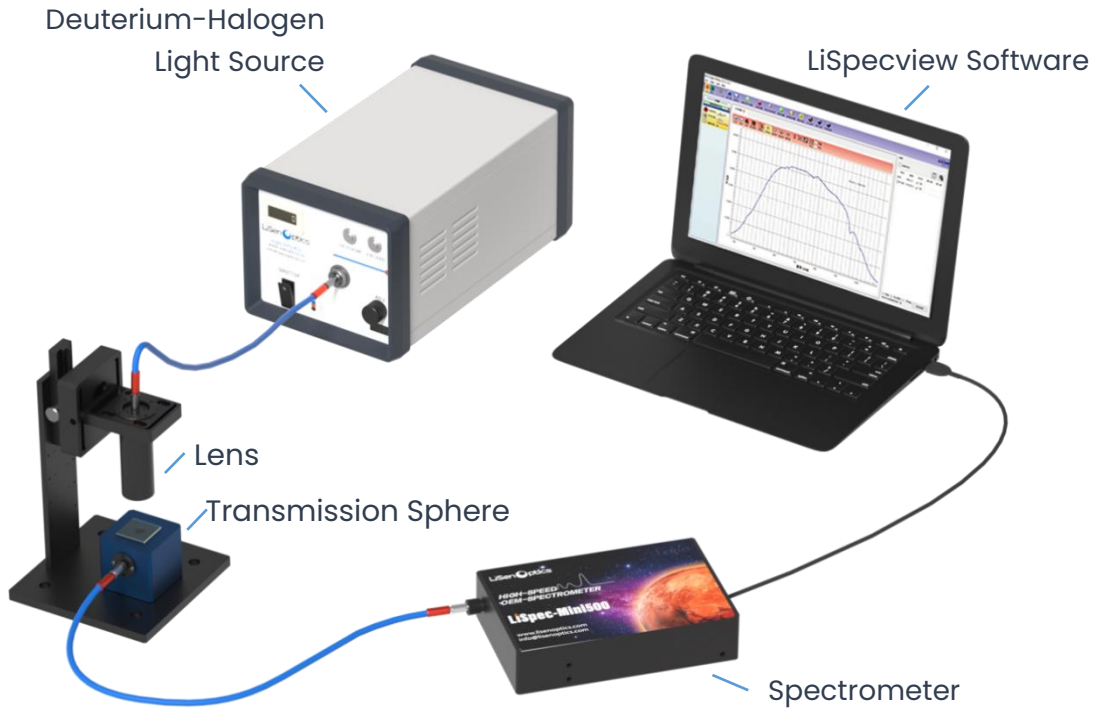 Deuterium-Halogen
Light Source
LiSpecview Software
LiSenOptics
Lens
Transmission Sphere
LiSenOptics
HIGH-SPEED
OEM-SPECTROMETER
LiSpec-Mini500
www.lisenoptics.com
info@lisenoptics.com
Spectrometer